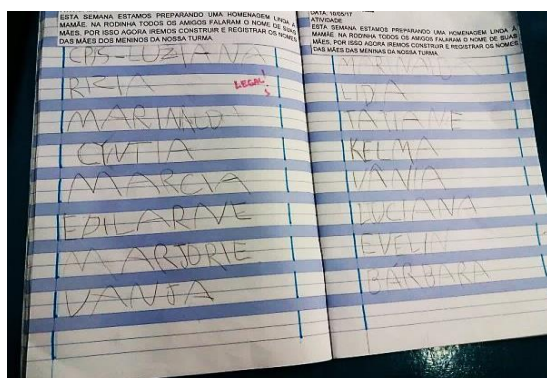 ESTA SEMANA ESTAMOS PREPARANDO UMA HOMENAGEM LINDA À
MAMÃE. NA RODINHA TODOS OS AMIGOS FALARAM O NOME DE SUAS
MÃES, POR ISSO AGORA IREMOS CONSTRUIR E REGISTRAR OS NOMES
DAS MÃES DOS MENINOS DA NOSSA TURMA.
RIZIA
LEGAL
CYNTIA
MARCIA
EDILARNE
MARJORIE
VANJA
DATA: 16/05/17
ATIVIDADE
ESTA SEMANA ESTAMOS PREPARANDO UMA HOMENAGEM LINDA À
MAMÃE. NA RODINHA TODOS OS AMIGOS FALARAM O NOME DE SUAS
MÃES, POR ISSO AGORA IREMOS CONSTRUIR E REGISTRAR OS NOMES
DAS MÃES DAS MENINAS DA NOSSA TURMA.
LIDA
TATIANE
KELMA
VANIA
LUCIANA
EVELIN
BÁRBARA